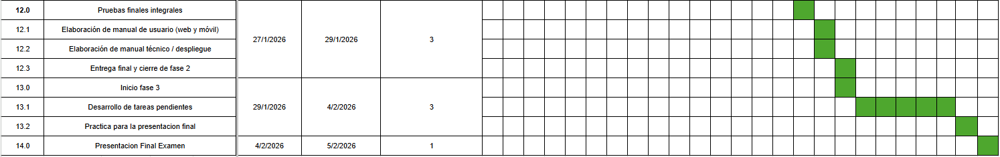 12.0 Pruebas finales integrales
12.1 Elaboración de manual de usuario (web y móvil)
27/1/2026 29/1/2026 3
12.2 Elaboración de manual técnico / despliegue
12.3 Entrega final y cierre de fase 2
13.0 Inicio fase 3
13.1 Desarrollo de tareas pendientes 29/1/2026 4/2/2026 3
13.2 Practica para la presentacion final
14.0 Presentacion Final Examen 4/2/2026 5/2/2026 1